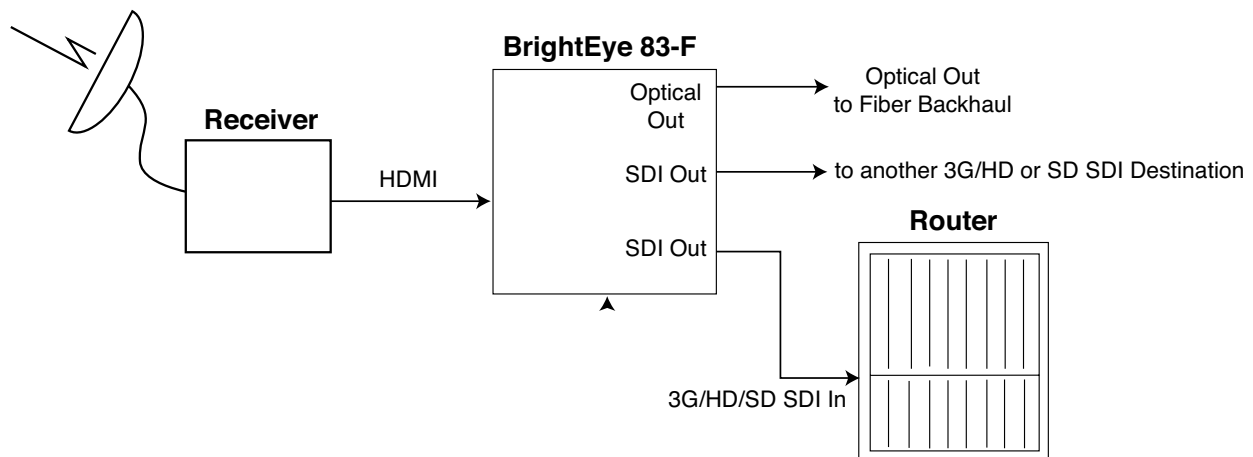 BrightEye 83-F
Receiver
HDMI
Optical
Out
Optical Out
to Fiber Backhaul
SDI Out
to another 3G/HD or SD SDI Destination
SDI Out
Router
3G/HD/SD SDI In